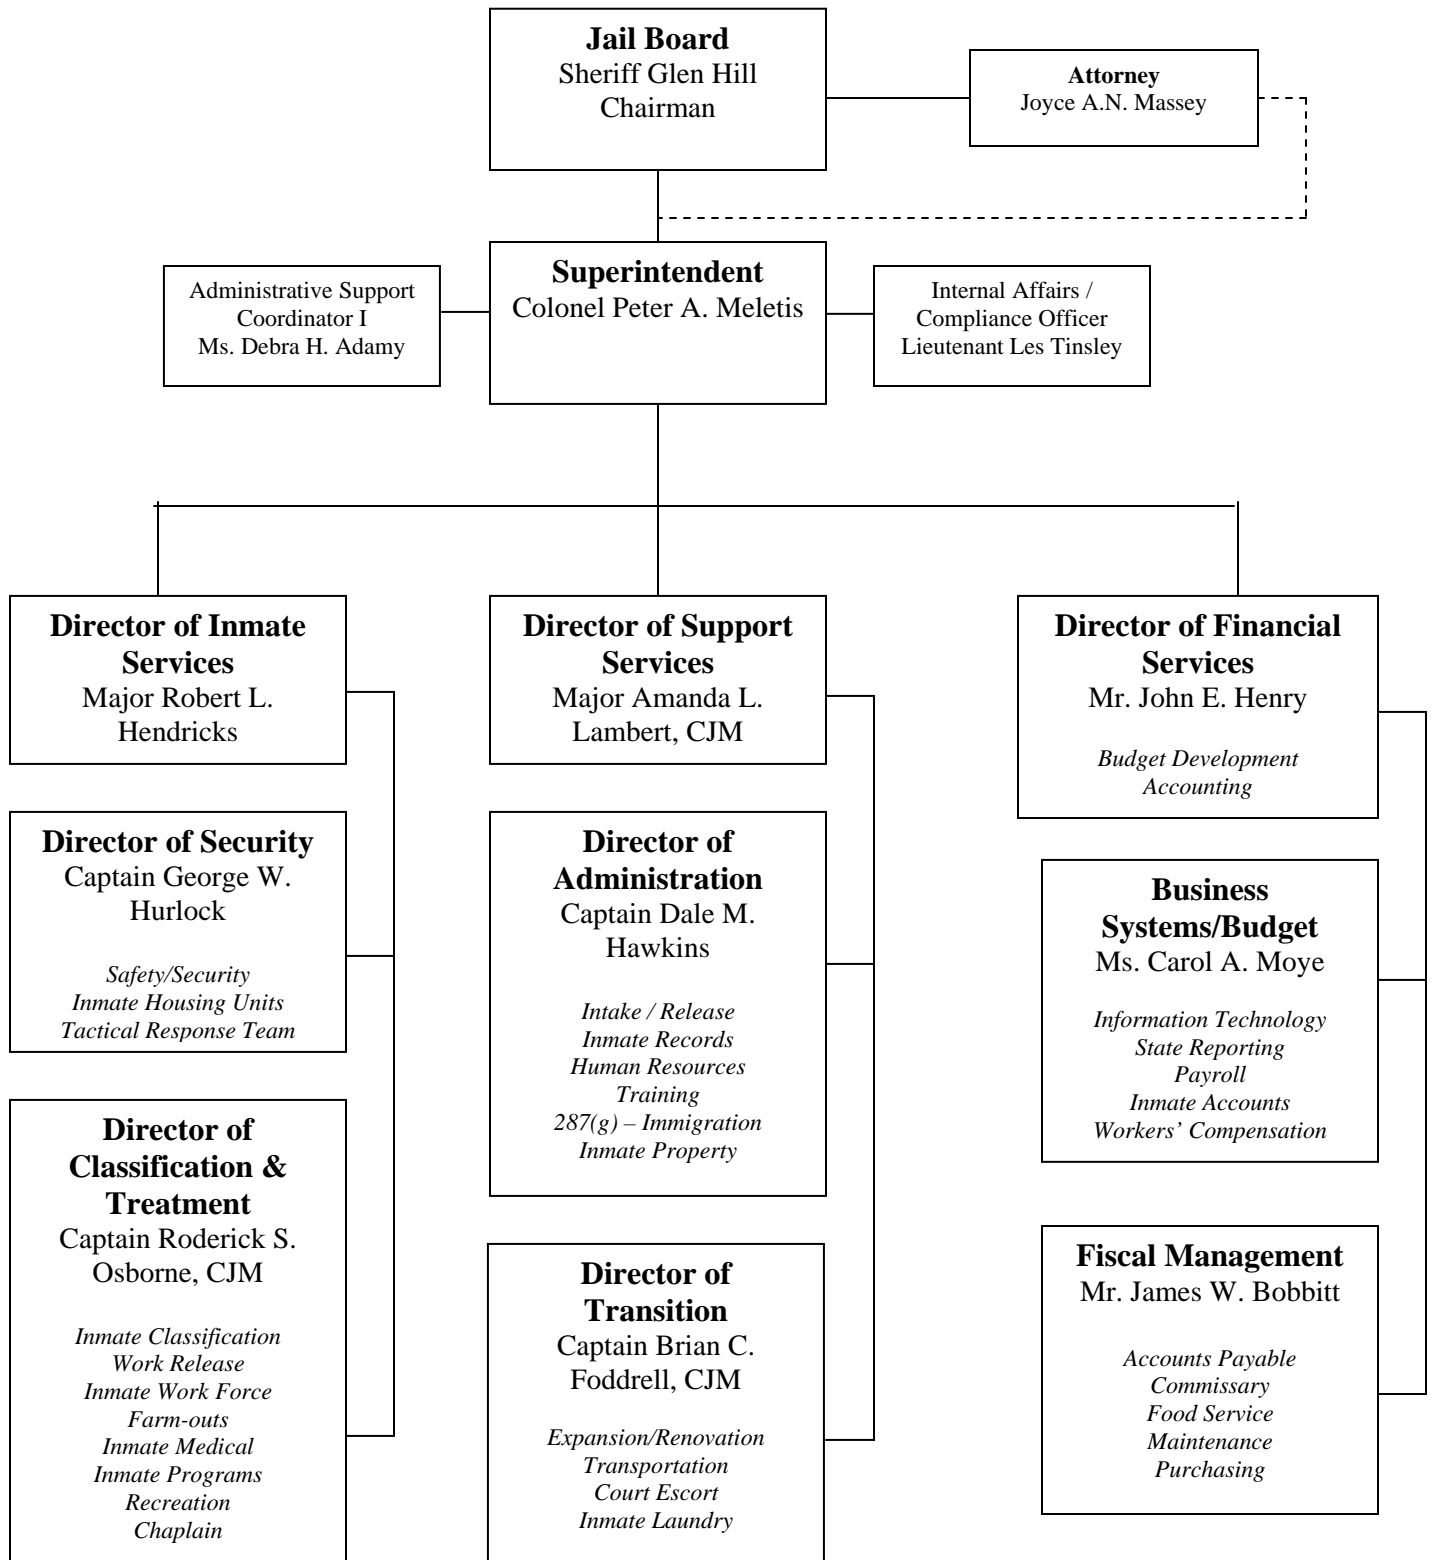 Jail Board
Sheriff Glen Hill
Chairman
Attorney
Joyce A.N. Massey
Superintendent
Colonel Peter A. Meletis
Administrative Support
Coordinator I
Ms. Debra H. Adamy
Internal Affairs /
Compliance Officer
Lieutenant Les Tinsley
Director of Inmate
Services
Major Robert L.
Hendricks
Director of Security
Captain George W.
Hurlock
Safety/Security
Inmate Housing Units
Tactical Response Team
Director of
Classification &
Treatment
Captain Roderick S.
Osborne, CJM
Inmate Classification
Work Release
Inmate Work Force
Farm-outs
Inmate Medical
Inmate Programs
Recreation
Chaplain
Director of Support
Services
Major Amanda L.
Lambert, CJM
Director of
Administration
Captain Dale M.
Hawkins
Intake / Release
Inmate Records
Human Resources
Training
287(g) – Immigration
Inmate Property
Director of
Transition
Captain Brian C.
Foddrell, CJM
Expansion/Renovation
Transportation
Court Escort
Inmate Laundry
Director of Financial
Services
Mr. John E. Henry
Budget Development
Accounting
Business
Systems/Budget
Ms. Carol A. Moye
Information Technology
State Reporting
Payroll
Inmate Accounts
Workers’ Compensation
Fiscal Management
Mr. James W. Bobbitt
Accounts Payable
Commissary
Food Service
Maintenance
Purchasing